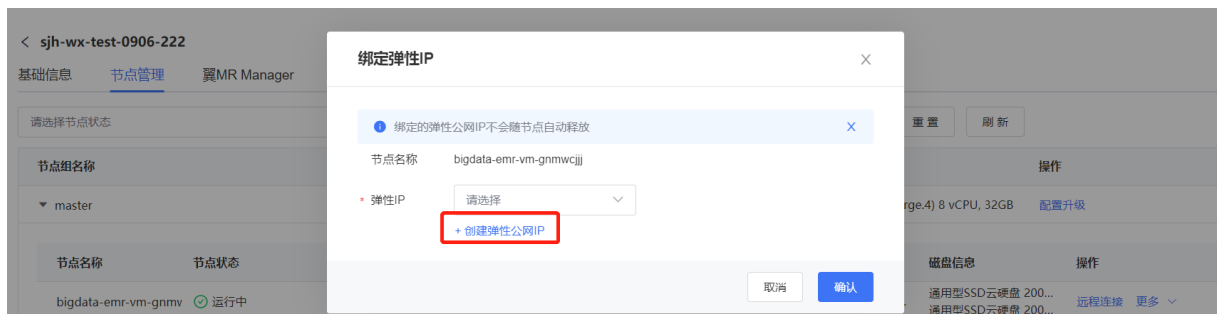 < sjh-wx-test-0906-222
基础信息 节点管理 翼MR Manager
请选择节点状态
重置 刷新
节点组名称 操作
master
rge.4) 8 vCPU, 32GB 配置升级
节点名称 节点状态 磁盘信息 操作
bigdata-emr-vm-gnmv 运行中
通用型SSD云硬盘 200...
通用型SSD云硬盘 200...
远程连接 更多
绑定弹性IP
绑定的弹性公网IP不会随节点自动释放
节点名称 bigdata-emr-vm-gnmwcjjj
* 弹性IP 请选择
+ 创建弹性公网IP
取消 确认